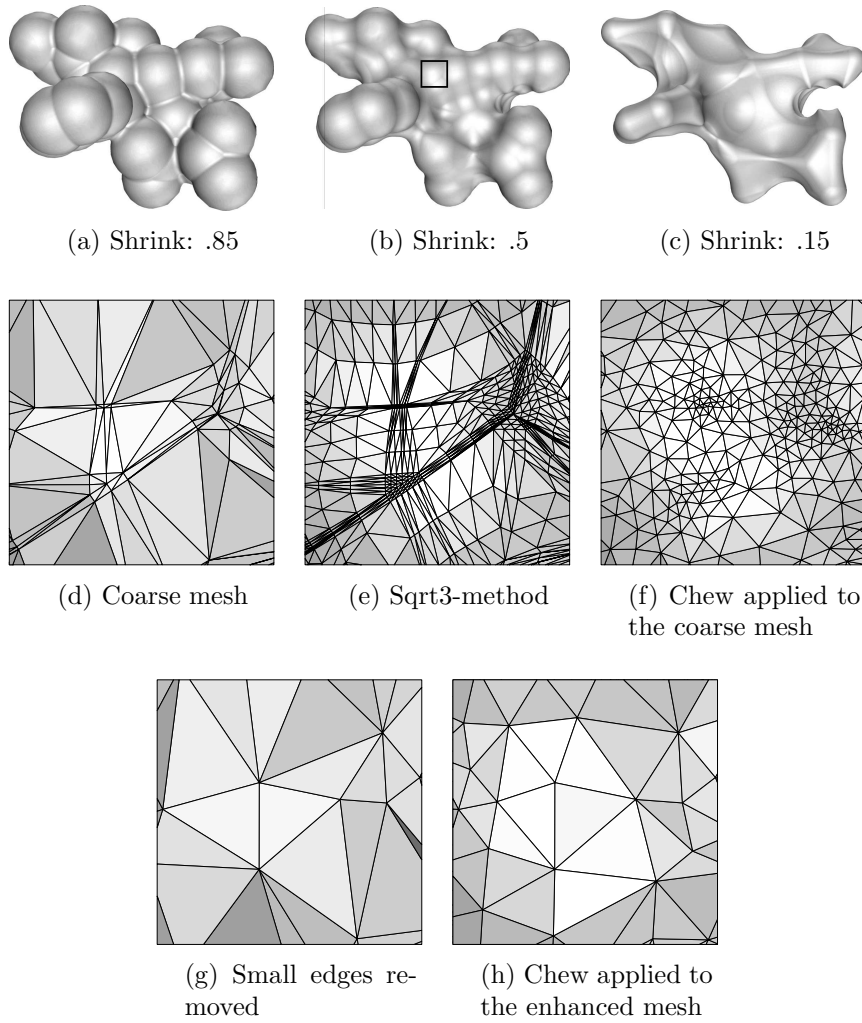 (a) Shrink: .85
(b) Shrink: .5
(c) Shrink: .15
(d) Coarse mesh
(e) Sqrt3-method
(f) Chew applied to
the coarse mesh
(g) Small edges re-
moved
(h) Chew applied to
the enhanced mesh